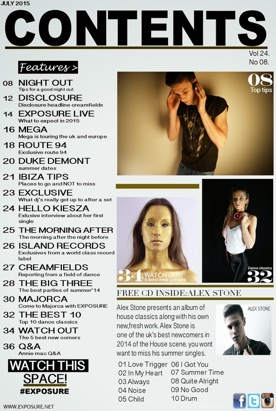 JULY 2015
CONTENTS
Vol 24.
No 08.
Features>
08 NIGHT OUT
Tips for a good night out
12 DISCLOSURE
Disclosure headline creamfields
14 EXPOSURE LIVE
What to expect in 2015
16 MEGA
Mega is touring the uk and europe
18 ROUTE 94
Exclusive route 94
20 DUKE DEMONT
summer dates
21 IBIZA TIPS
Places to go and NOT to miss
23 EXCLUSIVE
What dj's really get up to after a set
24 HELLO KIESZA
Exlusive interview about her first
single
25 THE MORNING AFTER
The morning after the night before
26 ISLAND RECORDS
Exclusives from a world class record
label
27 CREAMFIELDS
Reporting from a field of dance
28 THE BIG THREE
The best parties of summer'14
30 MAJORCA
Come to Majorca with EXPOSURE
32 THE BEST 10
Top 10 dance classics
34 WATCH OUT
The 5 best new comers
36 Q&A
Annie mac Q&A
WATCH THIS
SPACE!
#EXPOSURE
WWW.EXPOSURE.NET
08
Top tips
34 WATCH OUT
32
FREE CD INSIDE:ALEX STONE
Alex Stone presents an album of
house classics along with his own
new,fresh work. Alex Stone is
one of the uk's best newcomers in
2014 of the House scene. You wont
want to miss his summer singles.
ALEX STONE
01 Love Trigger 06 I Got You
02 In My Heart 07 Summer Time
03 Always 08 Quite Alright
04 Noise 09 No Good
05 Child 10 Drum